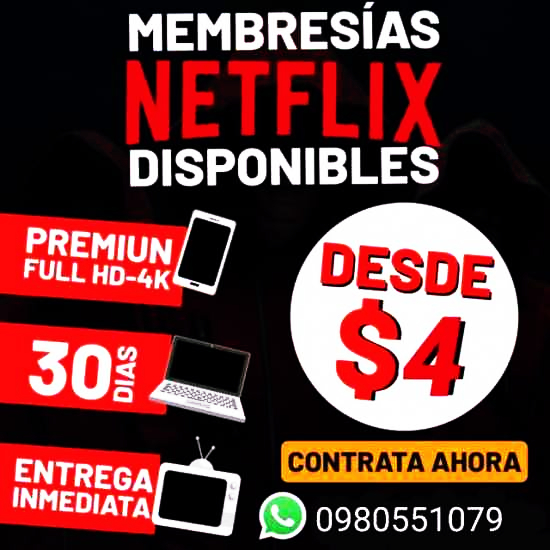 MEMBRESÍAS
NETFLIX
DISPONIBLES
PREMIUN
FULL HD-4K
30 DIAS
ENTREGA
INMEDIATA
DESDE
$4
CONTRATA AHORA
0980551079